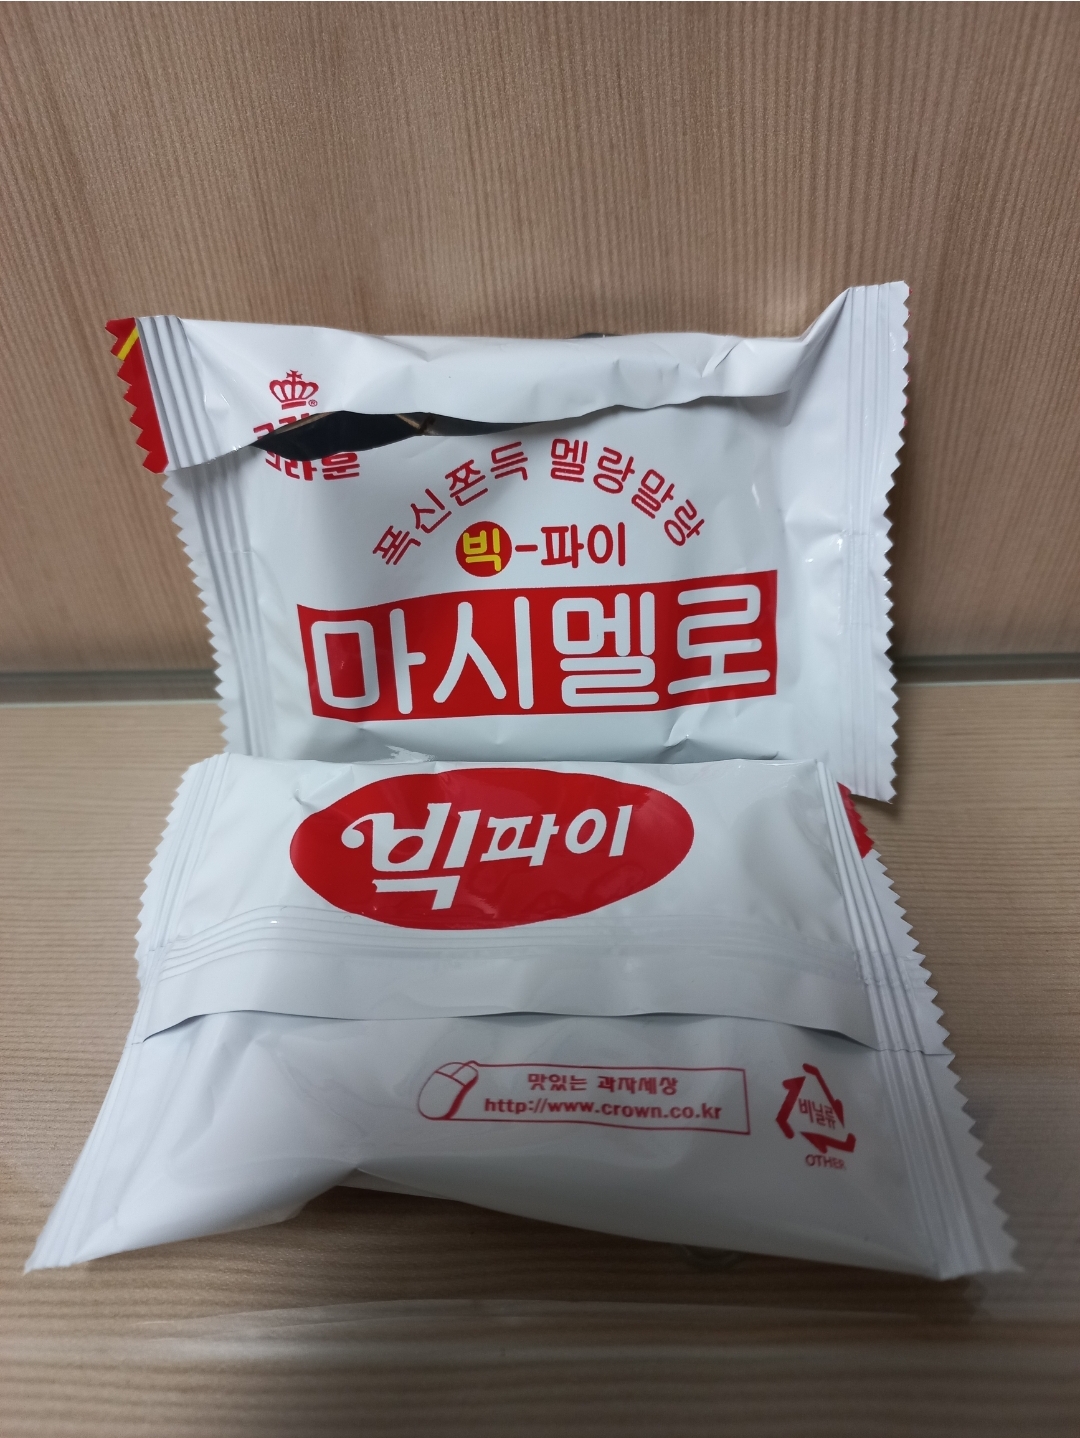 크라운
폭신쫀득 멜랑말랑
빅-파이
마시멜로
빅파이
맛있는 과자세상
http://www.crown.co.kr
비닐류
OTHER